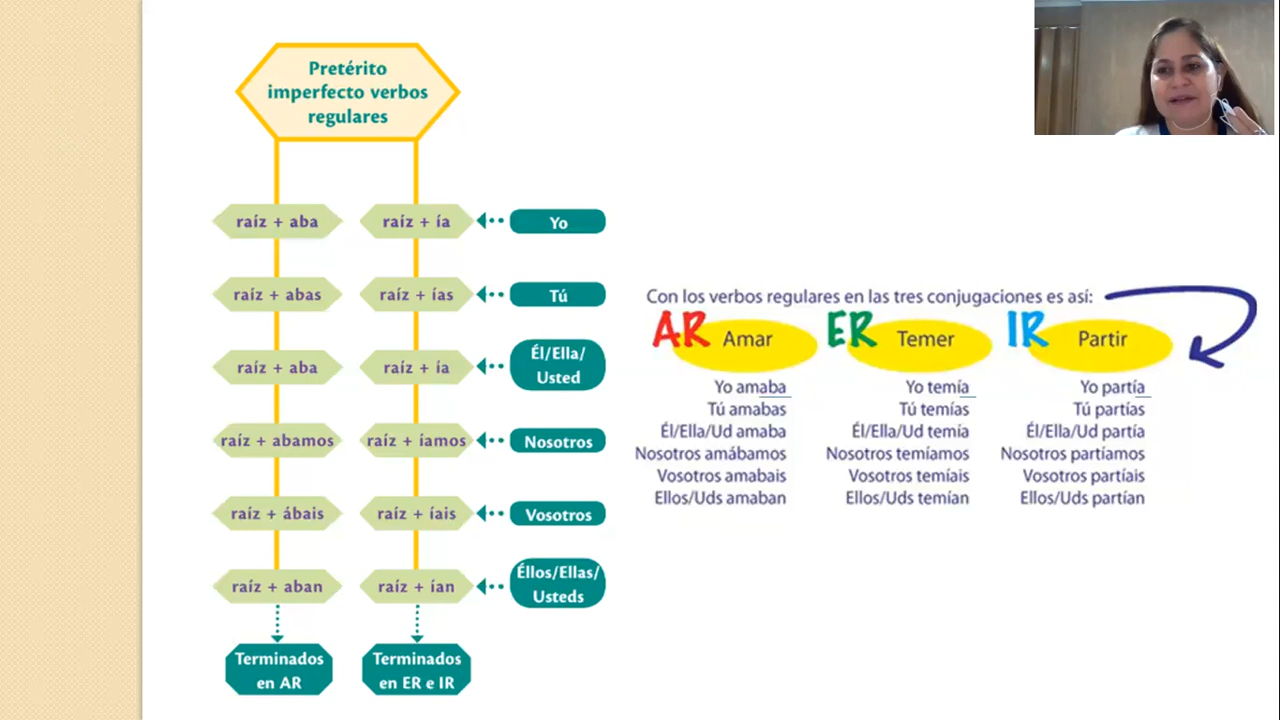 Pretérito
imperfecto verbos
regulares
raíz + aba
raíz + ía
Yo
raíz + abas
raíz + ías
Tú
raíz + aba
raíz + ía
Él/Ella/
Usted
raíz + abamos
raíz + íamos
Nosotros
raíz + ábais
raíz + íais
Vosotros
raíz + aban
raíz + ían
Éllos/Ellas/
Usteds
Terminados
en AR
Terminados
en ER e IR
Con los verbos regulares en las tres conjugaciones es así:
AR Amar
Yo amaba
Tú amabas
Él/Ella/Ud amaba
Nosotros amábamos
Vosotros amabais
Ellos/Uds amaban
ER Temer
Yo temía
Tú temías
Él/Ella/Ud temía
Nosotros temíamos
Vosotros temíais
Ellos/Uds temían
IR Partir
Yo partía
Tú partías
Él/Ella/Ud partía
Nosotros partíamos
Vosotros partíais
Ellos/Uds partían